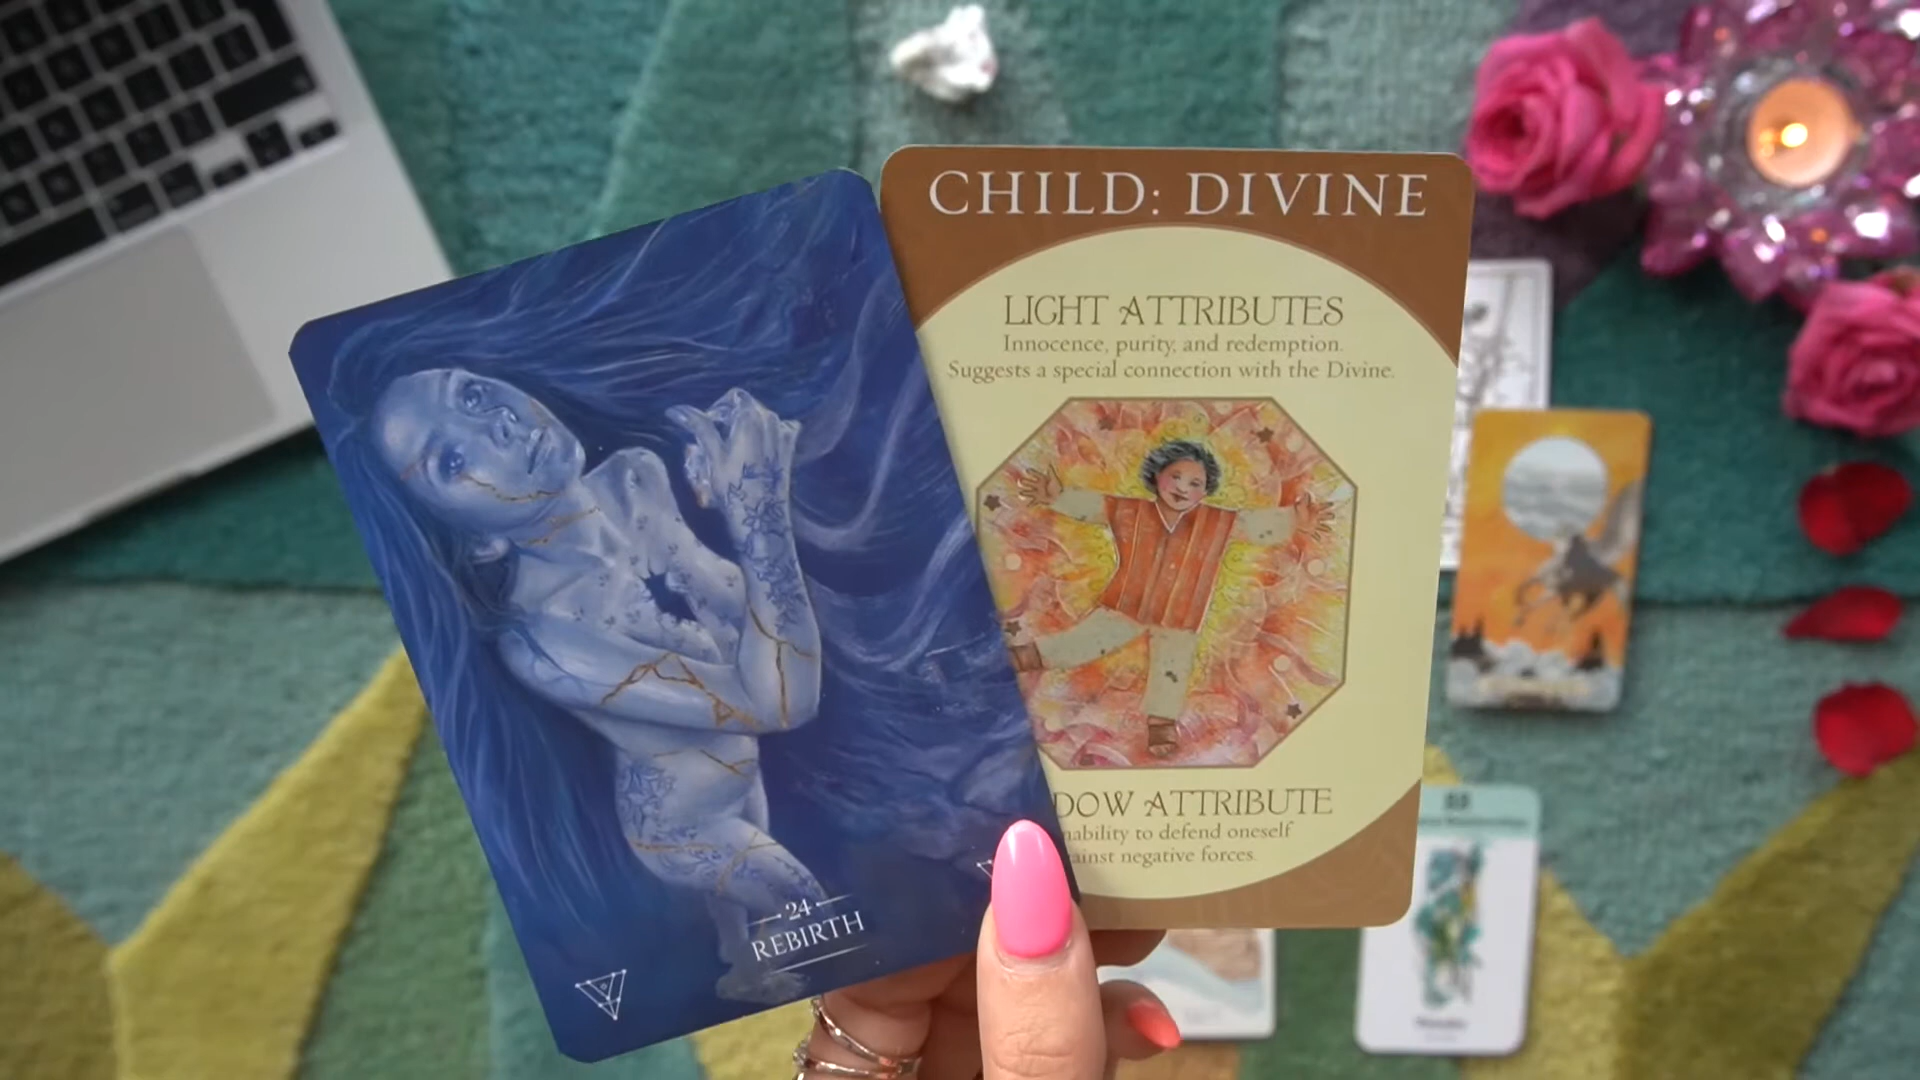 24
REBIRTH
CHILD: DIVINE
LIGHT ATTRIBUTES
Innocence, purity, and redemption.
Suggests a special connection with the Divine.
DOW ATTRIBUTE
nability to defend oneself
ainst negative forces.